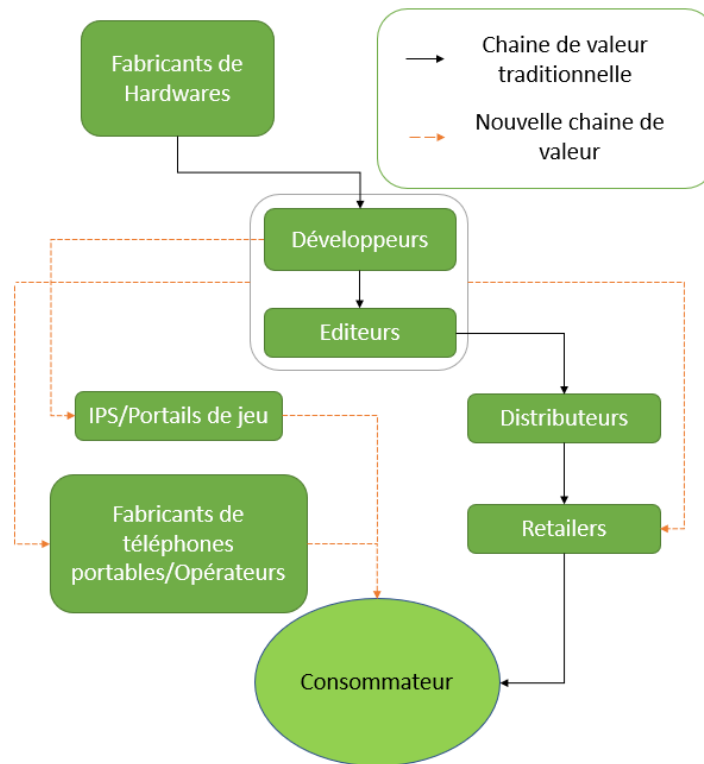 Fabricants de
Hardwares
Chaine de valeur
traditionnelle
Nouvelle chaine de
valeur
Développeurs
Editeurs
IPS/Portails de jeu
Distributeurs
Fabricants de
téléphones
portables/Opérateurs
Retailers
Consommateur